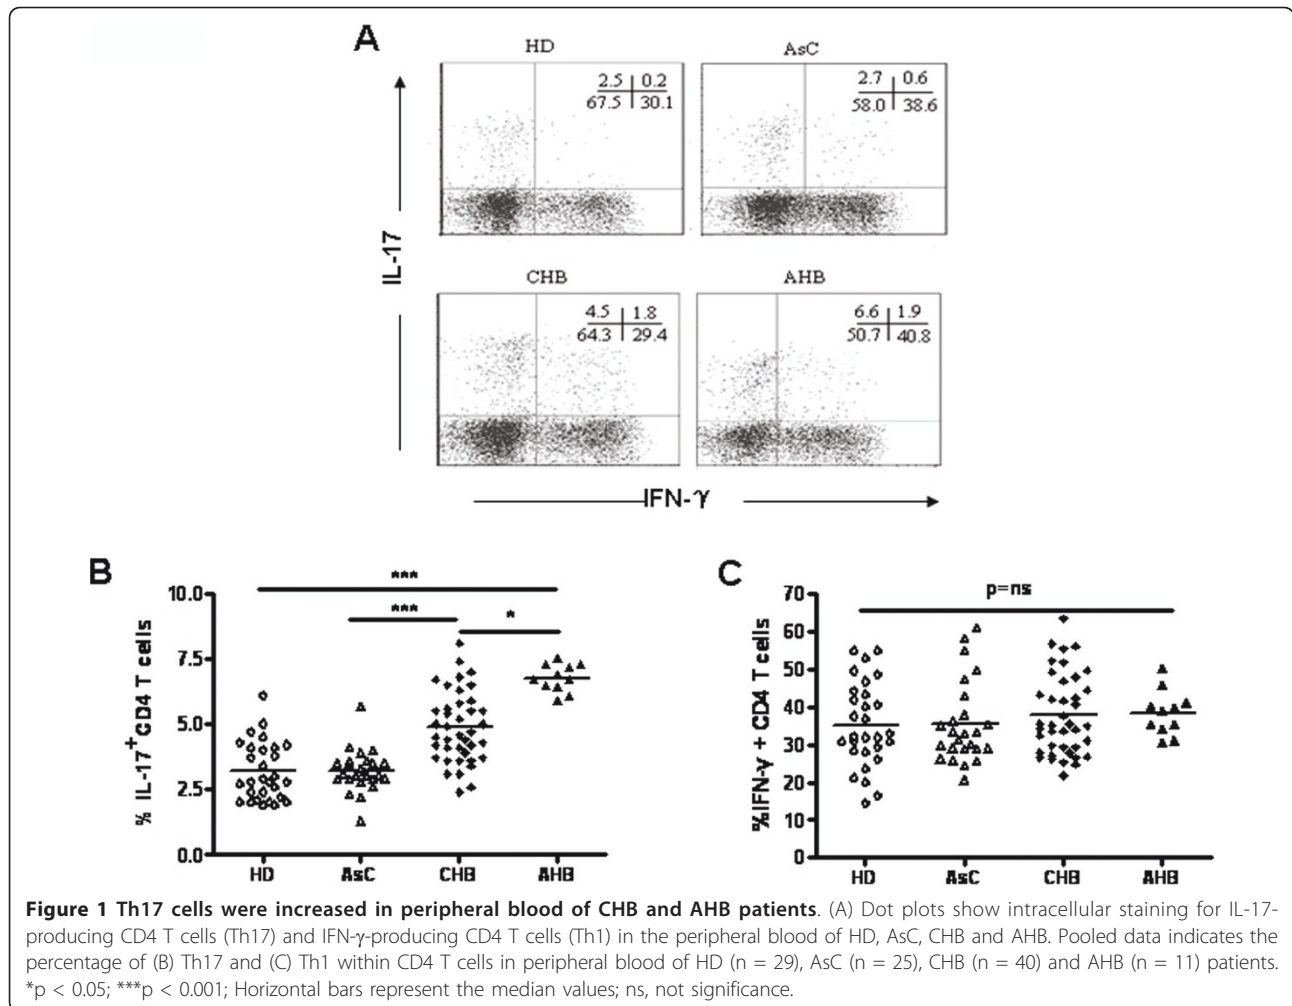 A
HD
AsC
2.5 0.2
67.5 30.1
2.7 0.6
58.0 38.6
IL-17
CHB
AHB
4.5 1.8
64.3 29.4
6.6 1.9
50.7 40.8
IFN-γ
B
% IL-17+ CD4 T cells
10.0
7.5
5.0
2.5
0.0
***
***
*
HD AsC CHB AHB
C
%IFN-γ + CD4 T cells
70
60
50
40
30
20
10
0
p=ns
HD AsC CHB AHB
Figure 1 Th17 cells were increased in peripheral blood of CHB and AHB patients. (A) Dot plots show intracellular staining for IL-17-
producing CD4 T cells (Th17) and IFN-γ-producing CD4 T cells (Th1) in the peripheral blood of HD, AsC, CHB and AHB. Pooled data indicates the
percentage of (B) Th17 and (C) Th1 within CD4 T cells in peripheral blood of HD (n = 29), AsC (n = 25), CHB (n = 40) and AHB (n = 11) patients.
*p < 0.05; ***p < 0.001; Horizontal bars represent the median values; ns, not significance.